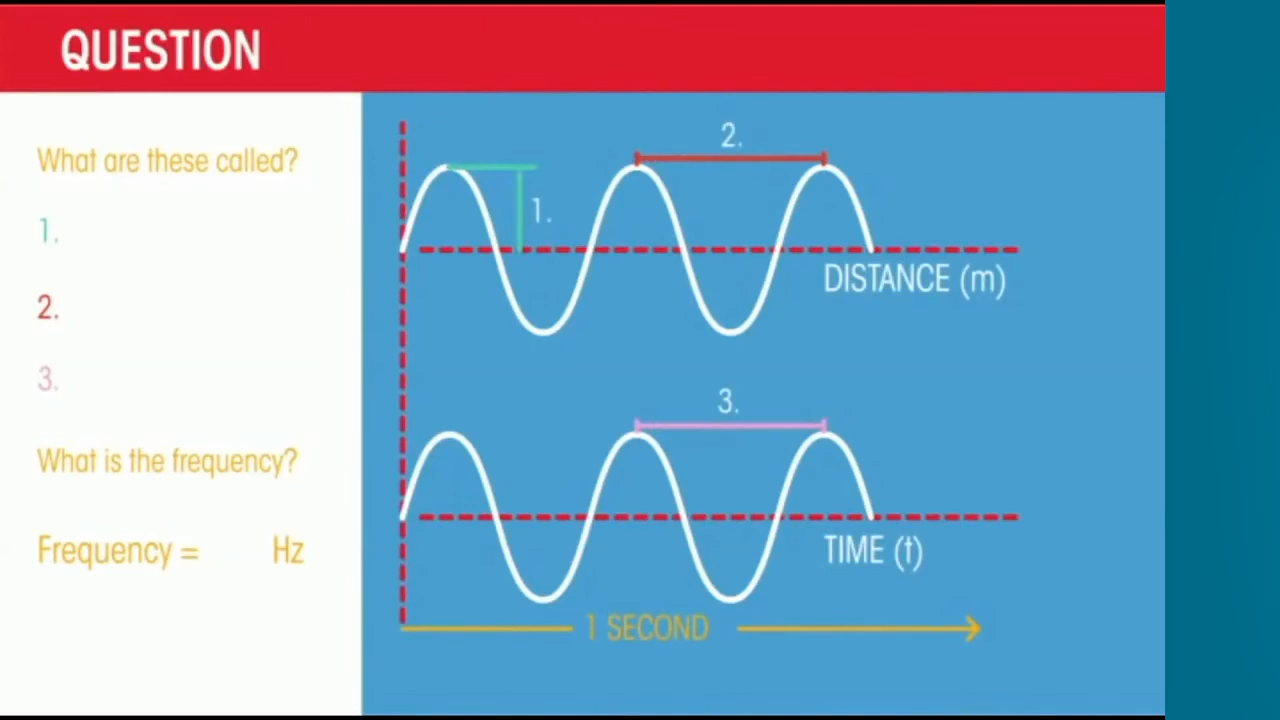 QUESTION
What are these called?
1.
2.
3.
What is the frequency?
Frequency = Hz
2.
1.
DISTANCE (m)
3.
TIME (t)
1 SECOND